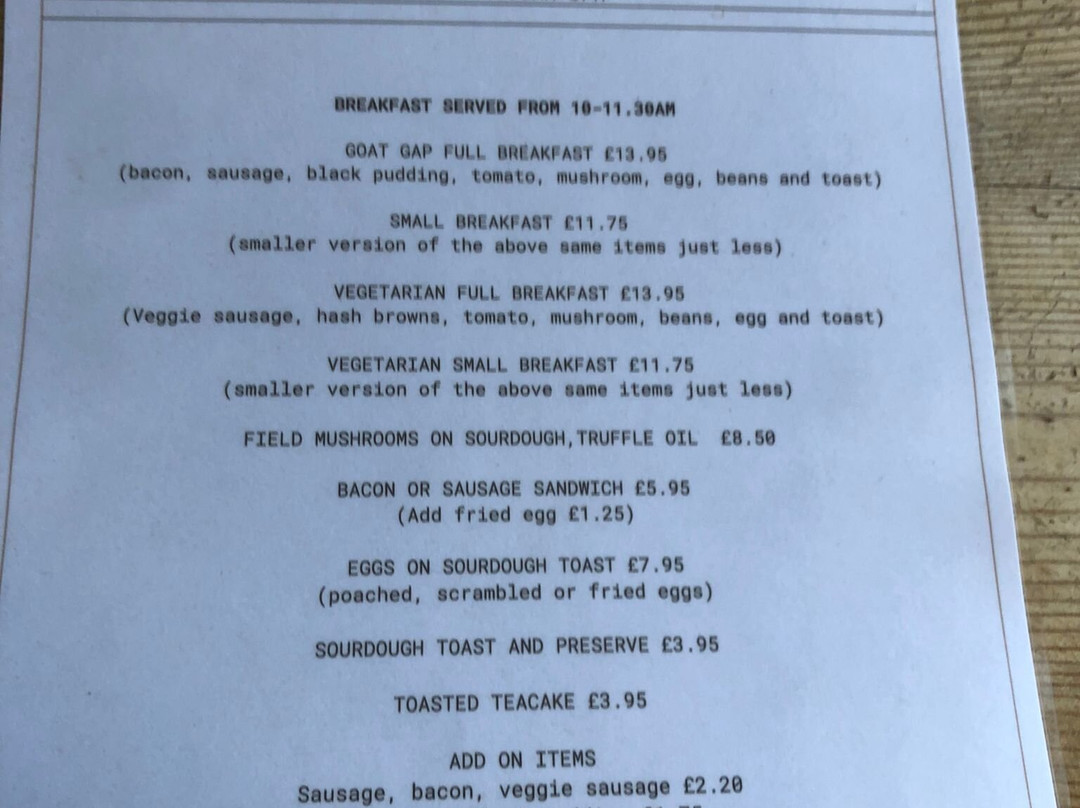 BREAKFAST SERVED FROM 10-11.30AM
GOAT GAP FULL BREAKFAST £13.95
(bacon, sausage, black pudding, tomato, mushroom, egg, beans and toast)
SMALL BREAKFAST £11.75
(smaller version of the above same items just less)
VEGETARIAN FULL BREAKFAST £13.95
(Veggie sausage, hash browns, tomato, mushroom, beans, egg and toast)
VEGETARIAN SMALL BREAKFAST £11.75
(smaller version of the above same items just less)
FIELD MUSHROOMS ON SOURDOUGH,TRUFFLE OIL £8.50
BACON OR SAUSAGE SANDWICH £5.95
(Add fried egg £1.25)
EGGS ON SOURDOUGH TOAST £7.95
(poached, scrambled or fried eggs)
SOURDOUGH TOAST AND PRESERVE £3.95
TOASTED TEACAKE £3.95
ADD ON ITEMS
Sausage, bacon, veggie sausage £2.20